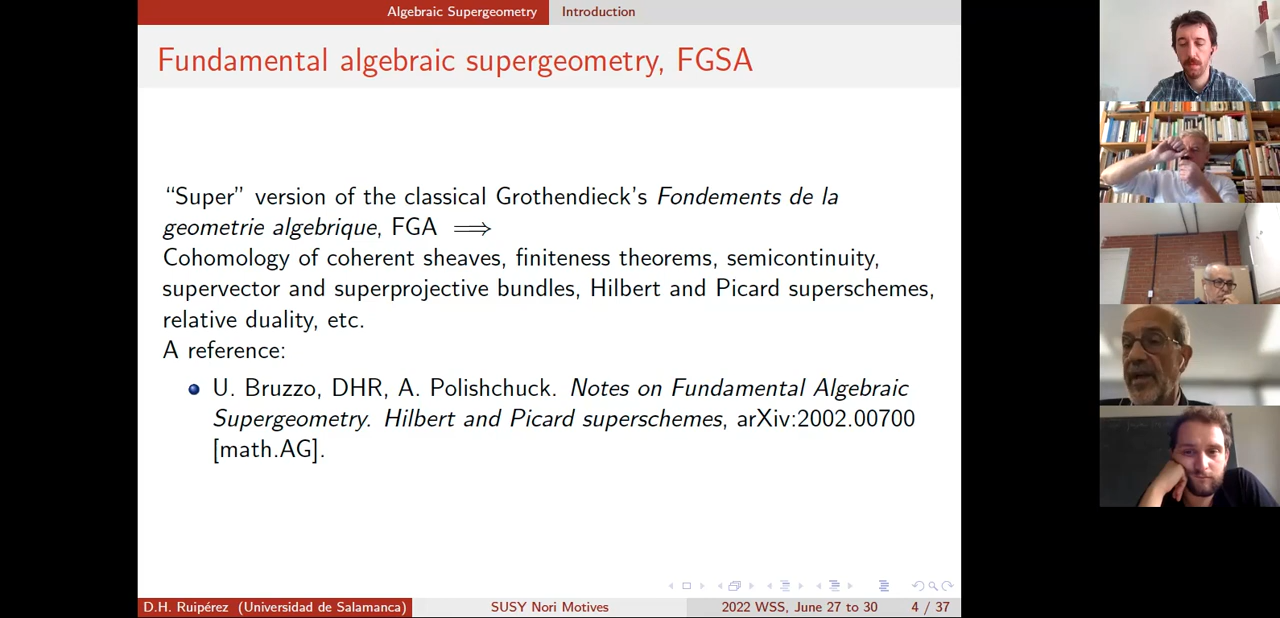 Algebraic Supergeometry Introduction
Fundamental algebraic supergeometry, FGSA
“Super” version of the classical Grothendieck's Fondements de la
geometrie algebrique, FGA ⟹
Cohomology of coherent sheaves, finiteness theorems, semicontinuity,
supervector and superprojective bundles, Hilbert and Picard superschemes,
relative duality, etc.
A reference:
U. Bruzzo, DHR, A. Polishchuck. Notes on Fundamental Algebraic
Supergeometry. Hilbert and Picard superschemes, arXiv:2002.00700
[math.AG].
D.H. Ruipérez (Universidad de Salamanca) SUSY Nori Motives 2022 WSS, June 27 to 30 4 / 37